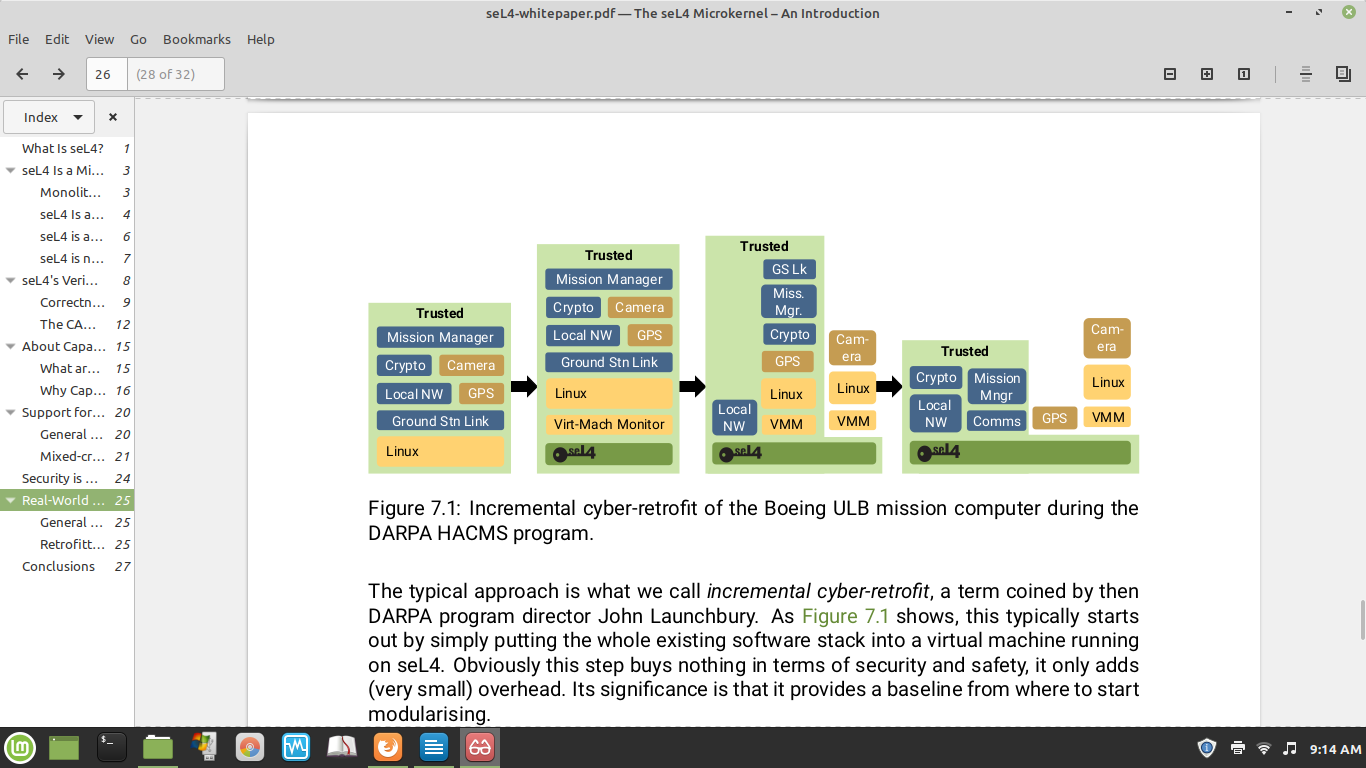 seL4-whitepaper.pdf — The seL4 Microkernel – An Introduction
File Edit View Go Bookmarks Help
26 (28 of 32)
Index
What Is seL4? 1
seL4 Is a Mi... 3
Monolit... 3
seL4 Is a... 4
seL4 is a... 6
seL4 is n... 7
seL4's Veri... 8
Correctn... 9
The CA... 12
About Capa... 15
What ar... 15
Why Cap... 16
Support for... 20
General ... 20
Mixed-cr... 21
Security is ... 24
Real-World ... 25
General ... 25
Retrofitt... 25
Conclusions 27
Trusted
Mission Manager
Crypto Camera
Local NW GPS
Ground Stn Link
Linux
Trusted
Mission Manager
Crypto Camera
Local NW GPS
Ground Stn Link
Linux
Virt-Mach Monitor
seL4
Trusted
GS Lk
Miss.
Mgr.
Crypto
GPS
Linux
Local
NW
VMM
Cam-
era
Linux
VMM
seL4
Trusted
Crypto
Mission
Mngr
Local
NW
Comms
GPS
Cam-
era
Linux
VMM
seL4
Figure 7.1: Incremental cyber-retrofit of the Boeing ULB mission computer during the
DARPA HACMS program.
The typical approach is what we call incremental cyber-retrofit, a term coined by then
DARPA program director John Launchbury. As Figure 7.1 shows, this typically starts
out by simply putting the whole existing software stack into a virtual machine running
on seL4. Obviously this step buys nothing in terms of security and safety, it only adds
(very small) overhead. Its significance is that it provides a baseline from where to start
modularising.
9:14 AM